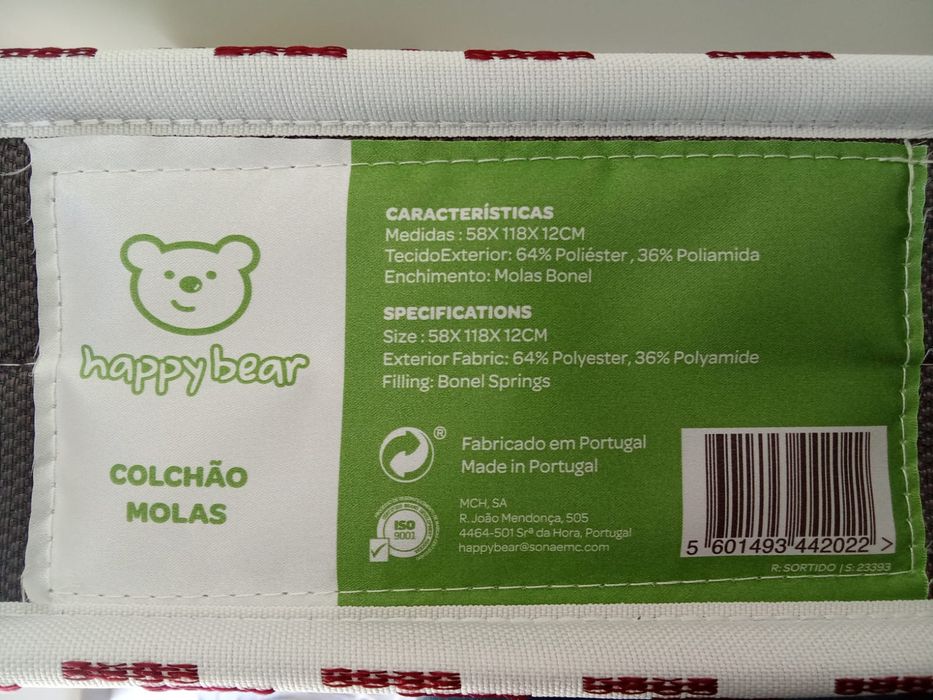 happy bear
COLCHÃO
MOLAS
CARACTERÍSTICAS
Medidas : 58X 118X 12CM
TecidoExterior: 64% Poliéster , 36% Poliamida
Enchimento: Molas Bonel
SPECIFICATIONS
Size : 58X 118X 12CM
Exterior Fabric: 64% Polyester, 36% Polyamide
Filling: Bonel Springs
®
Fabricado em Portugal
Made in Portugal
ISO
9001
MCH, SA
R. João Mendonça, 505
4464-501 Srª da Hora, Portugal
happybear@sonaemc.com
5 601493 442022 >
R: SORTIDO | S: 23393